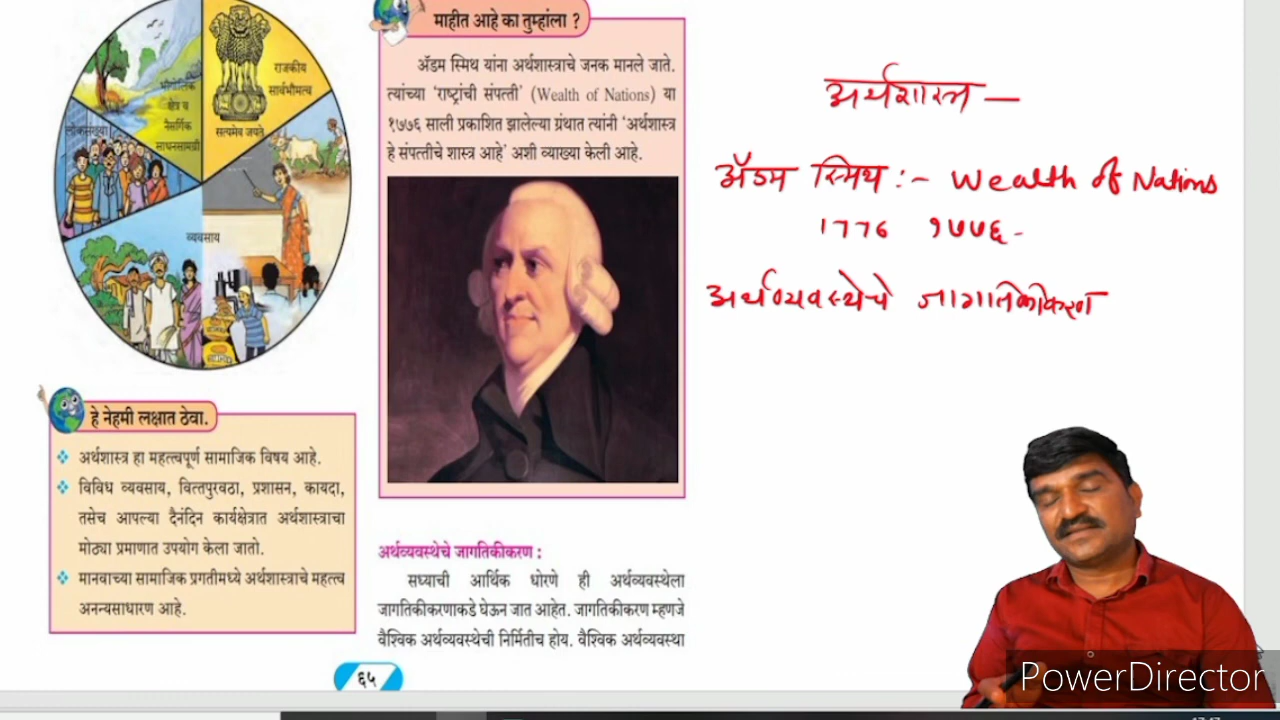 राजकीय
सार्वभौमत्व
सत्यमेव जयते
भौगोलिक
क्षेत्र व
नैसर्गिक
साधनसामग्री
लोकसंख्या
व्यवसाय
हे नेहमी लक्षात ठेवा.
अर्थशास्त्र हा महत्त्वपूर्ण सामाजिक विषय आहे.
विविध व्यवसाय, वित्तपुरवठा, प्रशासन, कायदा,
तसेच आपल्या दैनंदिन कार्यक्षेत्रात अर्थशास्त्राचा
मोठ्या प्रमाणात उपयोग केला जातो.
मानवाच्या सामाजिक प्रगतीमध्ये अर्थशास्त्राचे महत्त्व
अनन्यसाधारण आहे.
माहीत आहे का तुम्हांला ?
ॲडम स्मिथ यांना अर्थशास्त्राचे जनक मानले जाते.
त्यांच्या ‘राष्ट्रांची संपत्ती’ (Wealth of Nations) या
१७७६ साली प्रकाशित झालेल्या ग्रंथात त्यांनी ‘अर्थशास्त्र
हे संपत्तीचे शास्त्र आहे’ अशी व्याख्या केली आहे.
अर्थव्यवस्थेचे जागतिकीकरण :
सध्याची आर्थिक धोरणे ही अर्थव्यवस्थेला
जागतिकीकरणाकडे घेऊन जात आहेत. जागतिकीकरण म्हणजे
वैश्विक अर्थव्यवस्थेची निर्मितीच होय. वैश्विक अर्थव्यवस्था
६५
अर्थशास्त्र —
ॲडम स्मिथ :- Wealth of Nations
1776 १७७६ -
अर्थव्यवस्थेचे जागतिकीकरण
PowerDirector